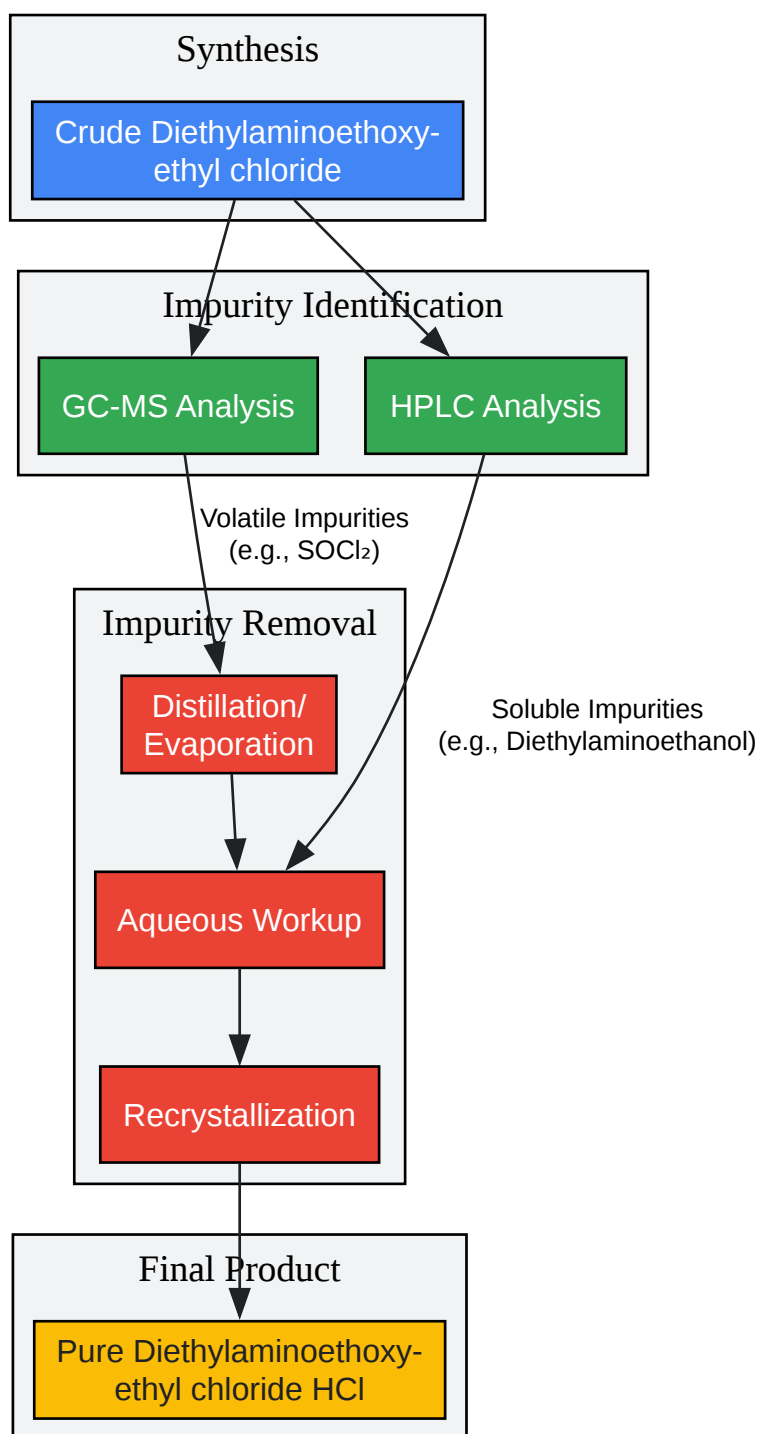 Synthesis
Crude Diethylaminoethoxy-
ethyl chloride
Impurity Identification
GC-MS Analysis
HPLC Analysis
Volatile Impurities
(e.g., SOCl₂)
Impurity Removal
Distillation/
Evaporation
Soluble Impurities
(e.g., Diethylaminoethanol)
Aqueous Workup
Recrystallization
Final Product
Pure Diethylaminoethoxy-
ethyl chloride HCl